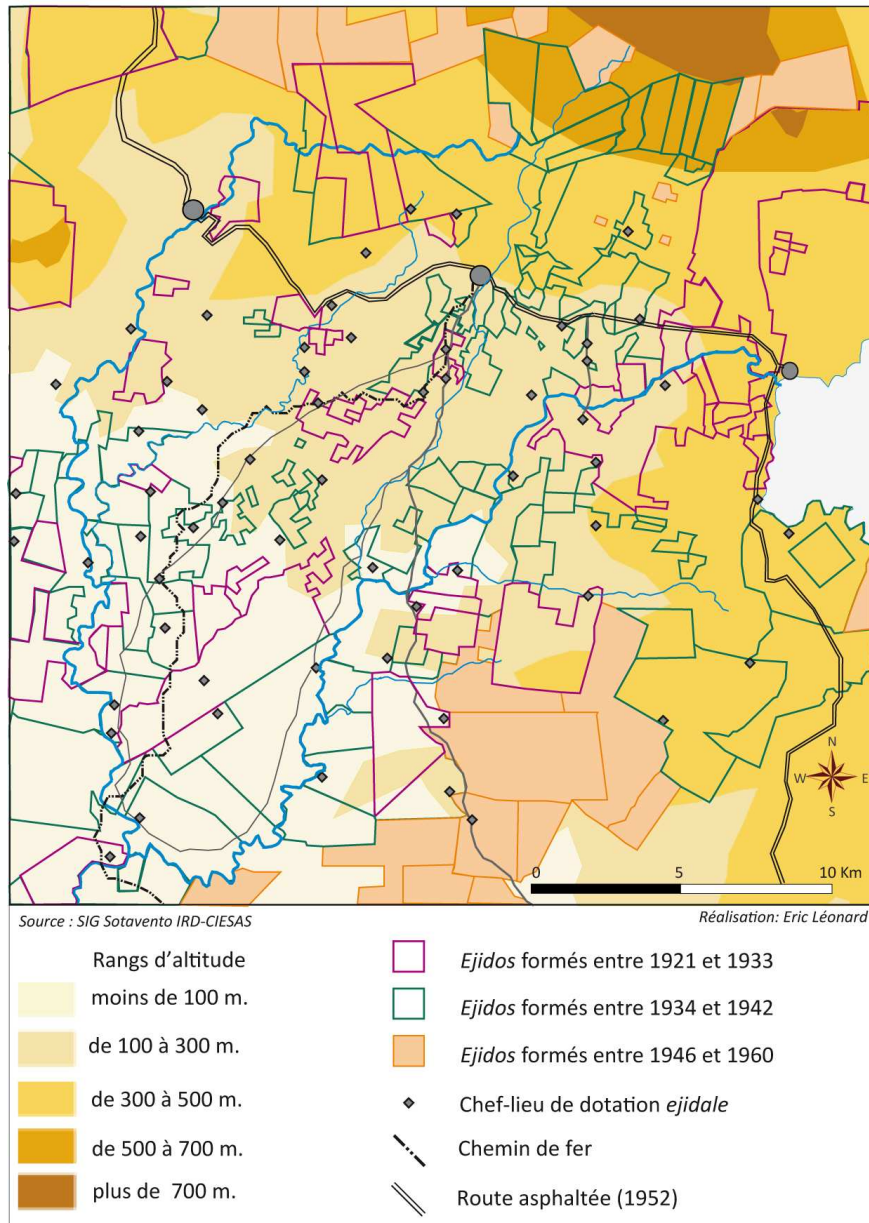 N
W E
S
0 5 10 Km
Source : SIG Sotavento IRD-CIESAS
Réalisation: Eric Léonard
Rangs d'altitude
moins de 100 m.
de 100 à 300 m.
de 300 à 500 m.
de 500 à 700 m.
plus de 700 m.
Ejidos formés entre 1921 et 1933
Ejidos formés entre 1934 et 1942
Ejidos formés entre 1946 et 1960
Chef-lieu de dotation ejidale
Chemin de fer
Route asphaltée (1952)